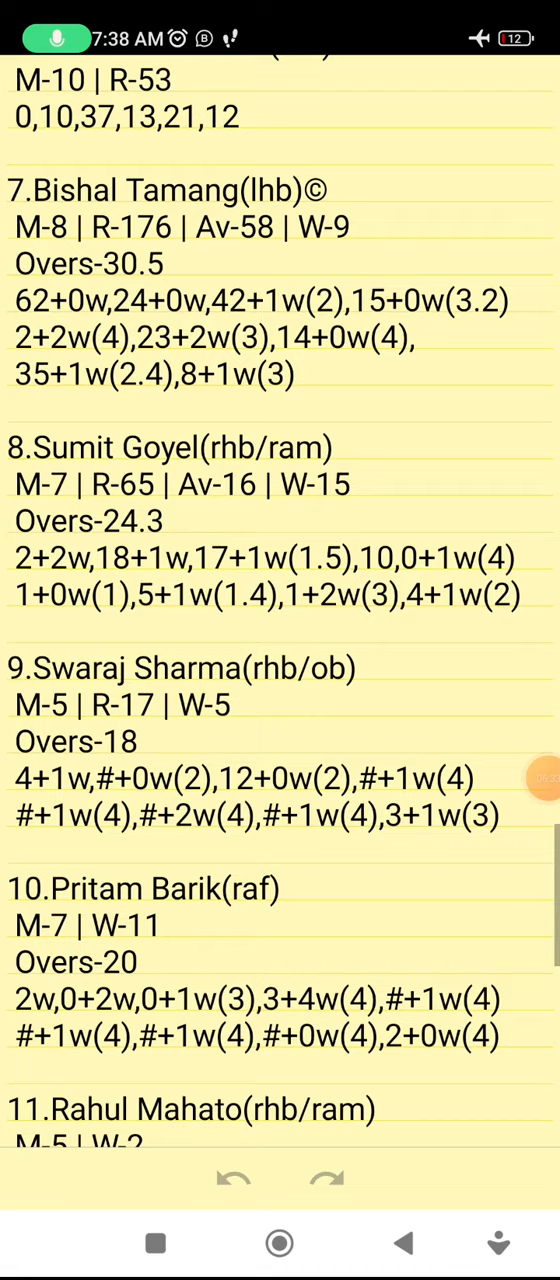 7:38 AM
12
M-10 | R-53
0,10,37,13,21,12
7.Bishal Tamang(lhb)©
M-8 | R-176 | Av-58 | W-9
Overs-30.5
62+0w,24+0w,42+1w(2),15+0w(3.2)
2+2w(4),23+2w(3),14+0w(4),
35+1w(2.4),8+1w(3)
8.Sumit Goyel(rhb/ram)
M-7 | R-65 | Av-16 | W-15
Overs-24.3
2+2w,18+1w,17+1w(1.5),10,0+1w(4)
1+0w(1),5+1w(1.4),1+2w(3),4+1w(2)
9.Swaraj Sharma(rhb/ob)
M-5 | R-17 | W-5
Overs-18
4+1w,#+0w(2),12+0w(2),#+1w(4)
#+1w(4),#+2w(4),#+1w(4),3+1w(3)
10.Pritam Barik(raf)
M-7 | W-11
Overs-20
2w,0+2w,0+1w(3),3+4w(4),#+1w(4)
#+1w(4),#+1w(4),#+0w(4),2+0w(4)
11.Rahul Mahato(rhb/ram)
M-5 | W-2